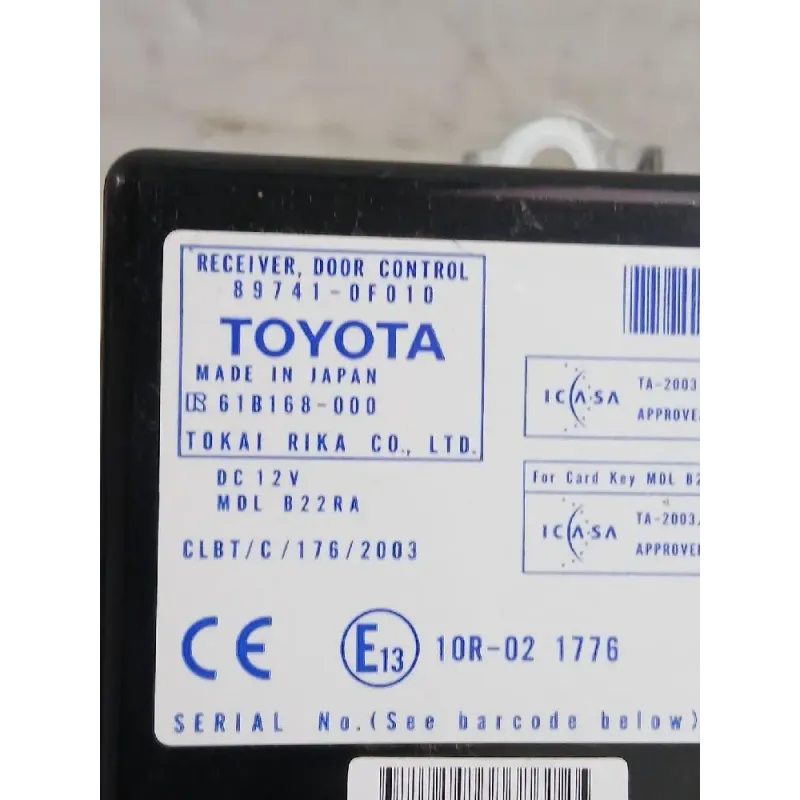 RECEIVER, DOOR CONTROL
89741-0F010
TOYOTA
MADE IN JAPAN
61B168-000
TOKAI RIKA CO., LTD.
DC 12V
MDL B22RA
CLBT/C/176/2003
CE
E13 10R-02 1776
SERIAL No.(See barcode below)
ICASA
TA-2003
APPROVE
For Card Key MDL B2
ICASA
TA-2003/
APPROVE